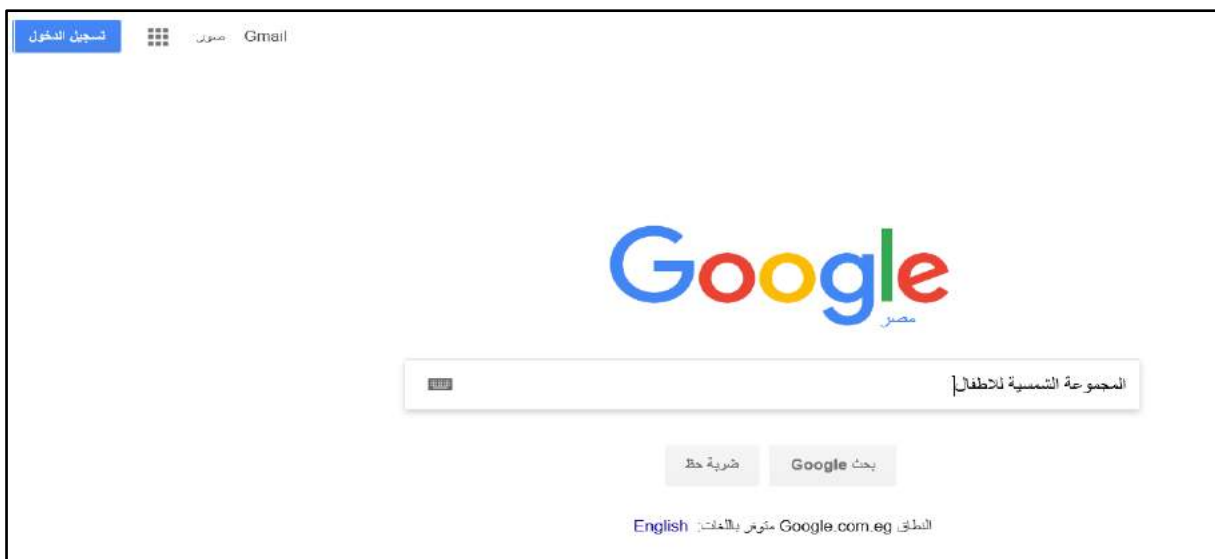 Gmail صور تسجيل الدخول
Google
مصر
المجموعة الشمسية للاطفال
بحث Google ضربة حظ
النطاق Google.com.eg متوفر باللغات: English